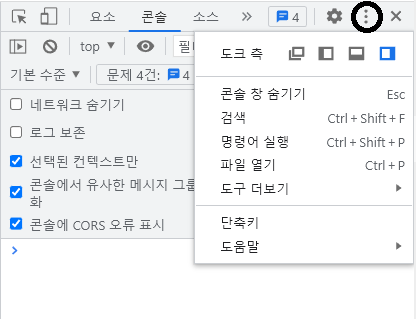 요소 콘솔 소스 » 4
top 필
도크 측
기본 수준 문제 4건: 4
네트워크 숨기기
로그 보존
선택된 컨텍스트만
콘솔에서 유사한 메시지 그룹
화
콘솔에 CORS 오류 표시
콘솔 창 숨기기 Esc
검색 Ctrl + Shift + F
명령어 실행 Ctrl + Shift + P
파일 열기 Ctrl + P
도구 더보기
단축키
도움말